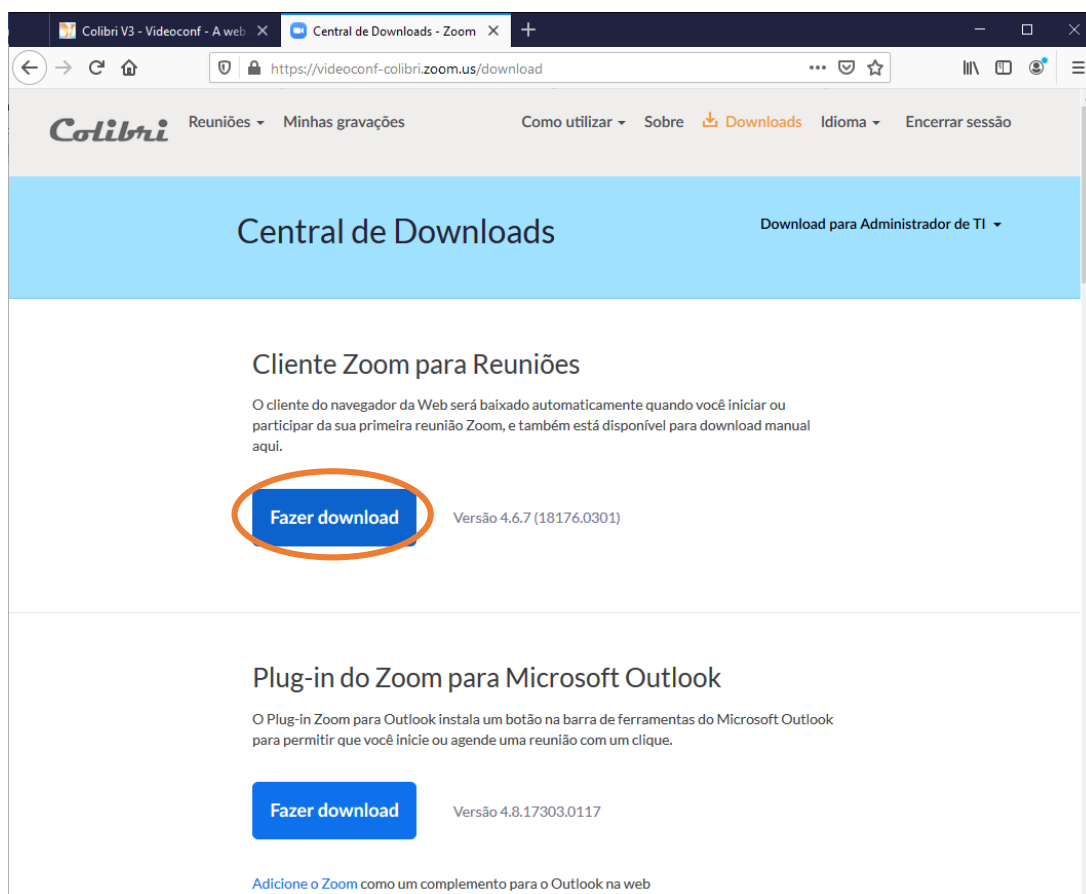 Colibri V3 - Videoconf - A web
Central de Downloads - Zoom
https://videoconf-colibri.zoom.us/download
Colibri
Reuniões
Minhas gravações
Como utilizar
Sobre
Downloads
Idioma
Encerrar sessão
Central de Downloads
Download para Administrador de TI
Cliente Zoom para Reuniões
O cliente do navegador da Web será baixado automaticamente quando você iniciar ou
participar da sua primeira reunião Zoom, e também está disponível para download manual
aqui.
Fazer download
Versão 4.6.7 (18176.0301)
Plug-in do Zoom para Microsoft Outlook
O Plug-in Zoom para Outlook instala um botão na barra de ferramentas do Microsoft Outlook
para permitir que você inicie ou agende uma reunião com um clique.
Fazer download
Versão 4.8.17303.0117
Adicione o Zoom como um complemento para o Outlook na web